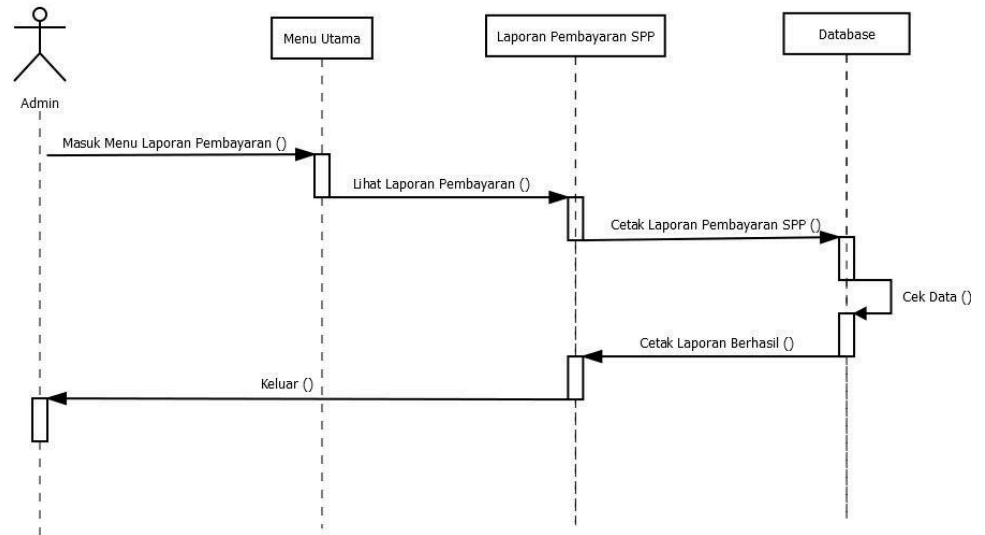 Menu Utama
Laporan Pembayaran SPP
Database
Admin
Masuk Menu Laporan Pembayaran ()
Lihat Laporan Pembayaran ()
Cetak Laporan Pembayaran SPP ()
Cek Data ()
Cetak Laporan Berhasil ()
Keluar ()